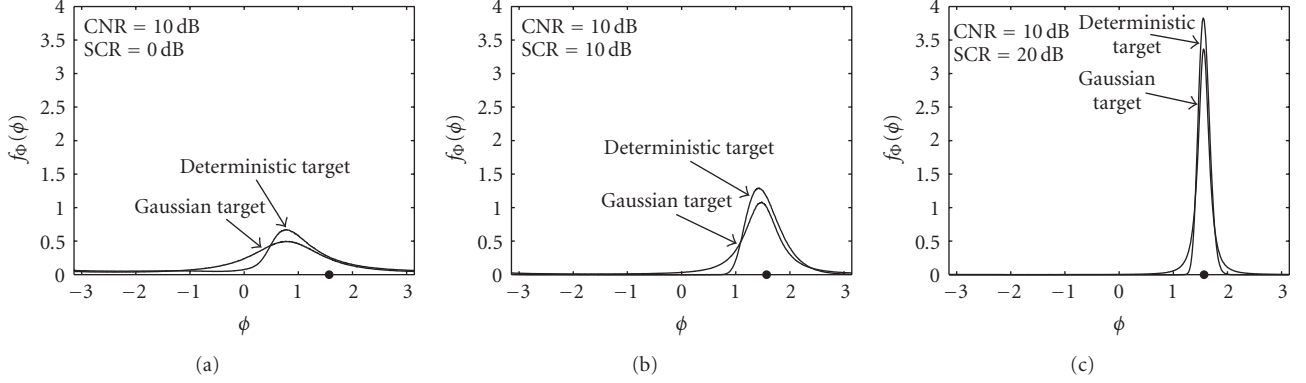 4
3.5
3
2.5
2
1.5
1
0.5
0
CNR = 10 dB
SCR = 0 dB
Deterministic target
Gaussian target
f_Φ(ϕ)
−3 −2 −1 0 1 2 3
ϕ
(a)
4
3.5
3
2.5
2
1.5
1
0.5
0
CNR = 10 dB
SCR = 10 dB
Deterministic target
Gaussian target
f_Φ(ϕ)
−3 −2 −1 0 1 2 3
ϕ
(b)
4
3.5
3
2.5
2
1.5
1
0.5
0
CNR = 10 dB
SCR = 20 dB
Deterministic
target
Gaussian
target
f_Φ(ϕ)
−3 −2 −1 0 1 2 3
ϕ
(c)